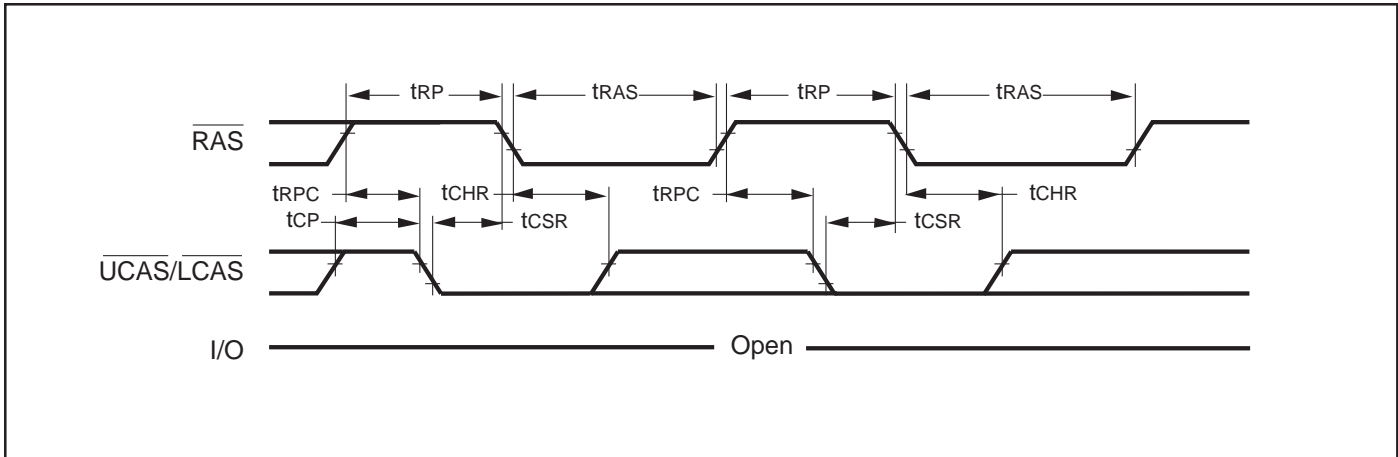 tRP tRAS tRP tRAS
RAS
tRPC tCHR tRPC tCHR
tCP tCSR tCSR
UCAS/LCAS
I/O Open